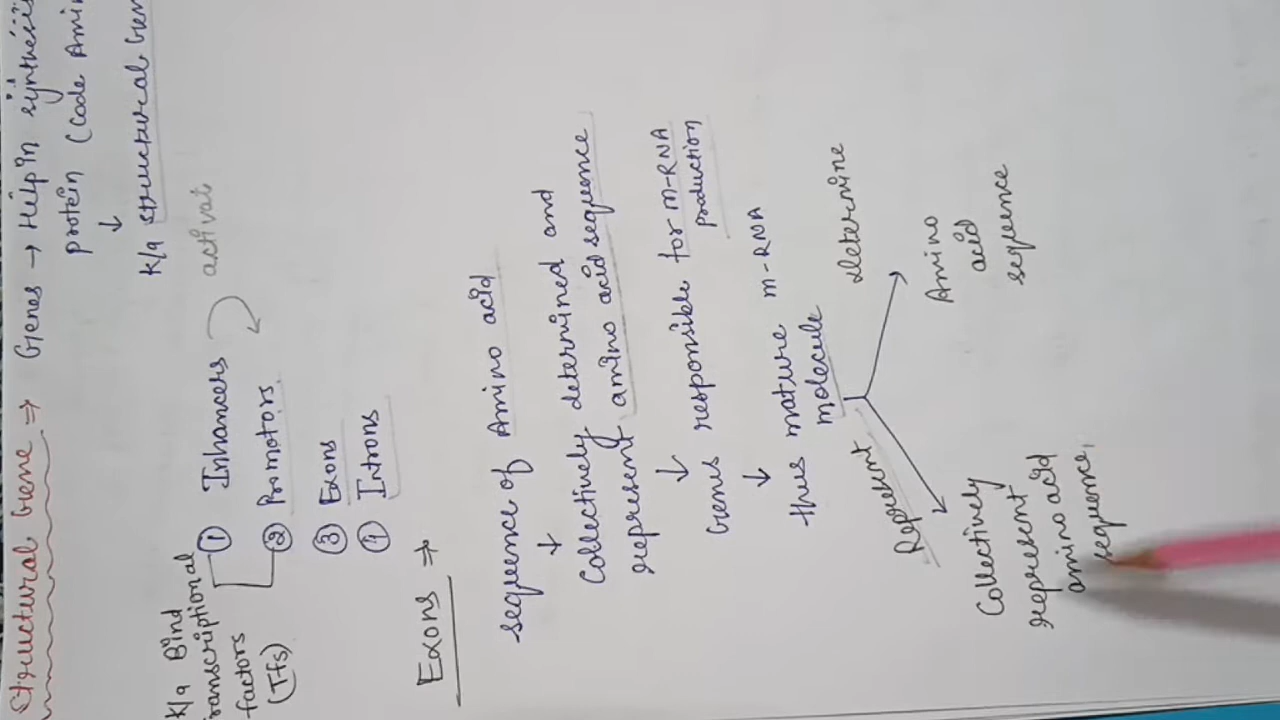 Structural Gene ⇒ Genes → Help in synthesis
protein (Code Amin
↓
K/a structural Gen
K/a Bind
transcriptional
factors
(Tfs)
① Inhancers
activat
② Promotors
③ Exons
④ Introns
Exons ⇒
sequence of Amino acid
↓
Collectively determined and
represent amino acid sequence
↓
Genes responsible for m-RNA
production
↓
thus mature m-RNA
molecule
Represent
Determine
Collectively
represent
amino acid
sequence,
Amino
acid
sequence